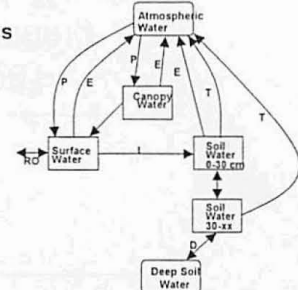 S
Atmospheric
Water
P
E
P
E
E
T
T
Canopy
Water
RO
Surface
Water
I
Soil
Water
0-30 cm
Soil
Water
30-xx
D
Deep Soil
Water